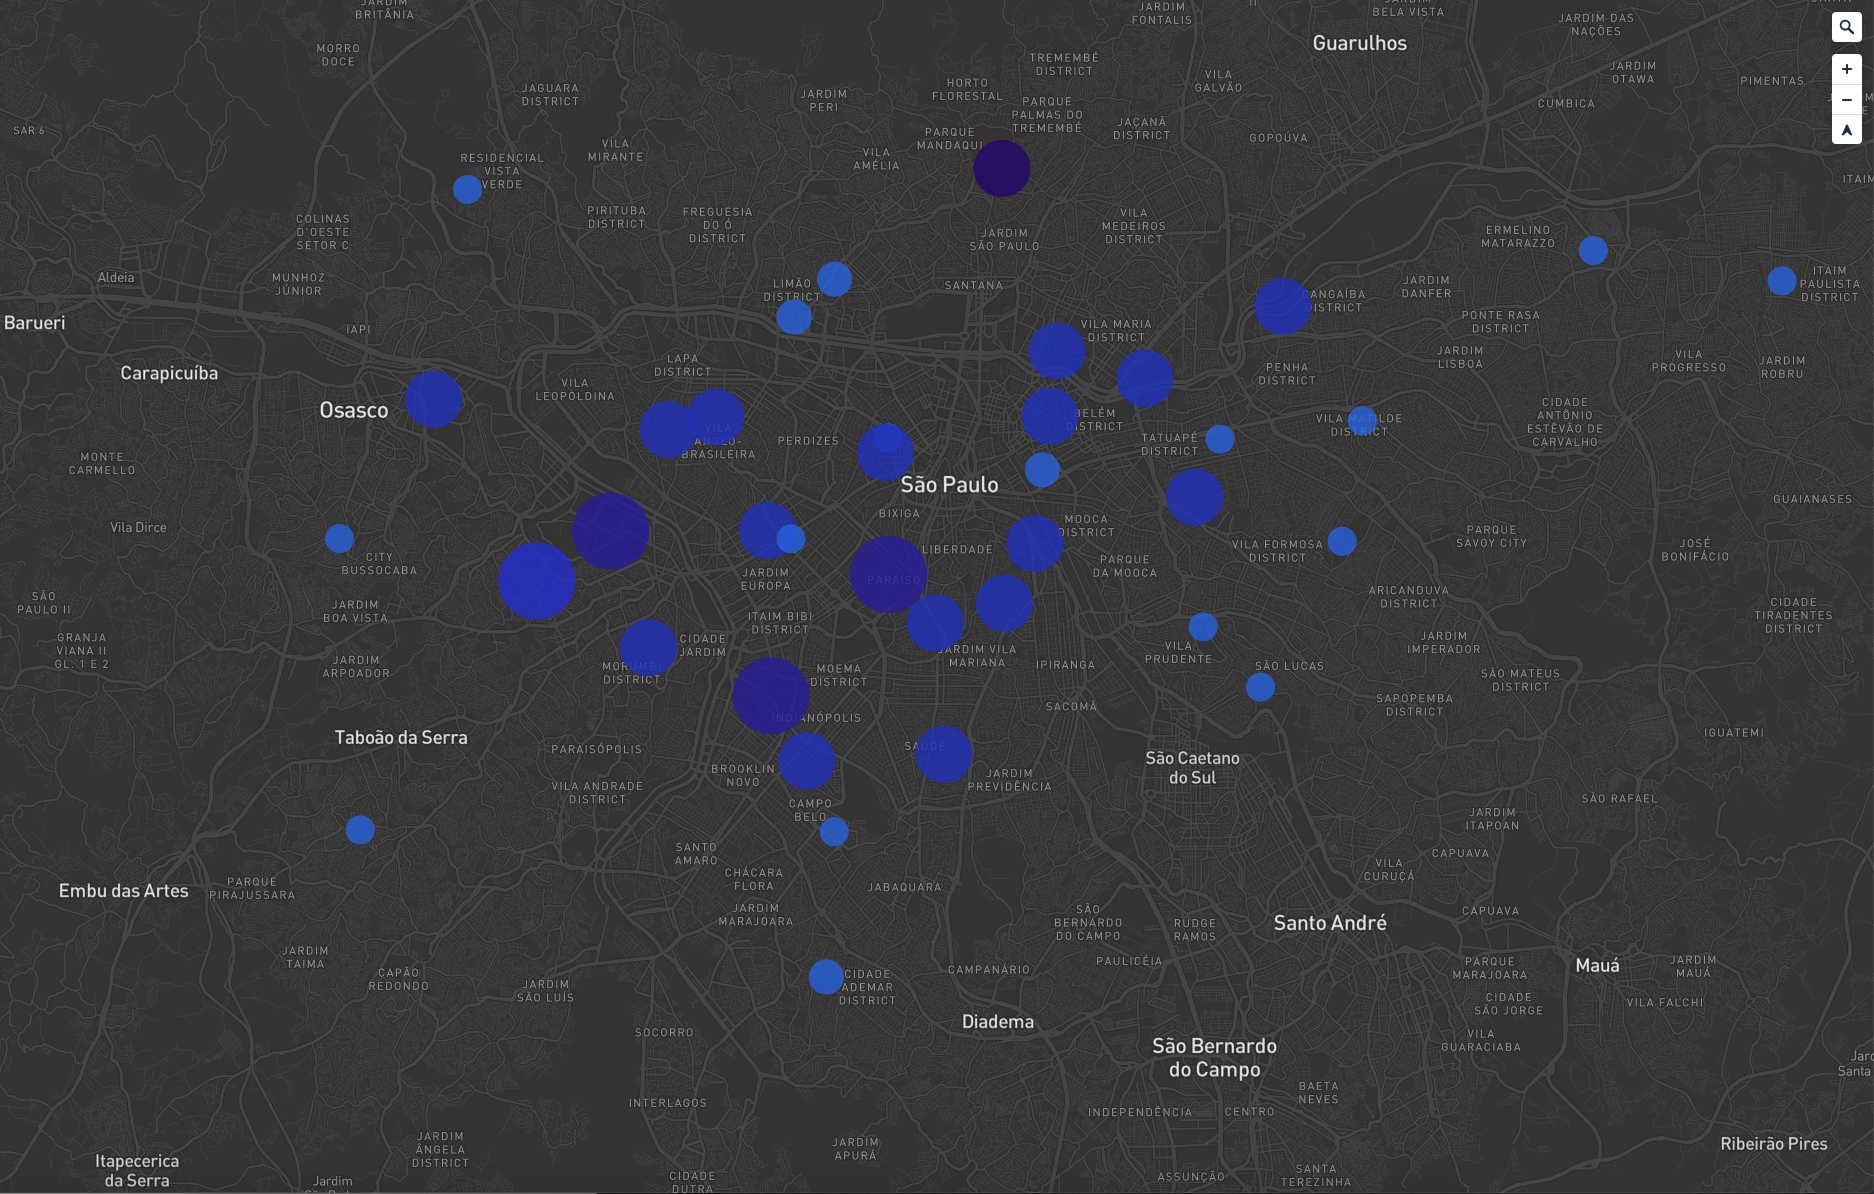 JARDIM
BRITÂNIA
JARDIM
FONTALIS
BELA VISTA
JARDIM DAS
NAÇÕES
Guarulhos
MORRO
DOCE
TREMEMBÉ
DISTRICT
VILA
GALVÃO
JARDIM
OTAWA
PIMENTAS
JAGUARA
DISTRICT
JARDIM
PERI
HORTO
FLORESTAL
PARQUE
PALMAS DO
TREMEMBÉ
CUMBICA
SAR 6
JAÇANÃ
DISTRICT
GOPOÚVA
PARQUE
MANDAQUI
VILA
MIRANTE
VILA
AMÉLIA
RESIDENCIAL
VISTA
VERDE
ITAIM
COLINAS
D'OESTE
SETOR C
PIRITUBA
DISTRICT
FREGUESIA
DO Ó
DISTRICT
JARDIM
SÃO PAULO
VILA
MEDEIROS
DISTRICT
ERMELINO
MATARAZZO
Aldeia
MUNHOZ
JÚNIOR
LIMÃO
DISTRICT
SANTANA
CANGAÍBA
DISTRICT
JARDIM
DANFER
ITAIM
PAULISTA
DISTRICT
Barueri
IAPI
VILA MARIA
DISTRICT
PONTE RASA
DISTRICT
Carapicuíba
LAPA
DISTRICT
VILA
LEOPOLDINA
PENHA
DISTRICT
JARDIM
LISBOA
VILA
PROGRESSO
JARDIM
ROBRU
Osasco
VILA
ANGLO-
BRASILEIRA
PERDIZES
BELÉM
DISTRICT
TATUAPÉ
DISTRICT
VILA MATILDE
DISTRICT
CIDADE
ANTÔNIO
ESTÊVÃO DE
CARVALHO
MONTE
CARMELLO
São Paulo
GUAIANASES
Vila Dirce
BIXIGA
MOOCA
DISTRICT
CITY
BUSSOCABA
JARDIM
EUROPA
LIBERDADE
PARAÍSO
PARQUE
DA MOOCA
VILA FORMOSA
DISTRICT
PARQUE
SAVOY CITY
JOSÉ
BONIFÁCIO
SÃO
PAULO II
JARDIM
BOA VISTA
ITAIM BIBI
DISTRICT
ARICANDUVA
DISTRICT
CIDADE
TIRADENTES
DISTRICT
GRANJA
VIANA II
GL. 1 E 2
JARDIM
ARPOADOR
CIDADE
JARDIM
MORUMBI
DISTRICT
MOEMA
DISTRICT
JARDIM VILA
MARIANA
IPIRANGA
VILA
PRUDENTE
SÃO LUCAS
JARDIM
IMPERADOR
SÃO MATEUS
DISTRICT
INDIANÓPOLIS
SACOMÃ
SAPOPEMBA
DISTRICT
Taboão da Serra
PARAISÓPOLIS
SAÚDE
IGUATEMI
BROOKLIN
NOVO
JARDIM
PREVIDÊNCIA
São Caetano
do Sul
VILA ANDRADE
DISTRICT
CAMPO
BELO
SÃO RAFAEL
JARDIM
ITAPOAN
SANTO
AMARO
CAPUAVA
CHÁCARA
FLORA
JABAQUARA
VILA
CURUÇÁ
Embu das Artes
PARQUE
PIRAJUSSARA
JARDIM
MARAJOARA
SÃO
BERNARDO
DO CAMPO
RUDGE
RAMOS
Santo André
CAPUAVA
JARDIM
TAIMA
CAPÃO
REDONDO
JARDIM
SÃO LUÍS
CIDADE
ADEMAR
DISTRICT
CAMPANÁRIO
PAULICÉIA
PARQUE
MARAJOARA
Mauá
JARDIM
MAUÁ
CIDADE
SÃO JORGE
VILA FALCHI
SOCORRO
Diadema
São Bernardo
do Campo
VILA
GUARACIABA
Santa
INTERLAGOS
BAETA
NEVES
INDEPENDÊNCIA
CENTRO
JARDIM
ÂNGELA
DISTRICT
JARDIM
APURÁ
Ribeirão Pires
Itapecerica
da Serra
Jardim
CIDADE
DUTRA
ASSUNÇÃO
SANTA
TEREZINHA